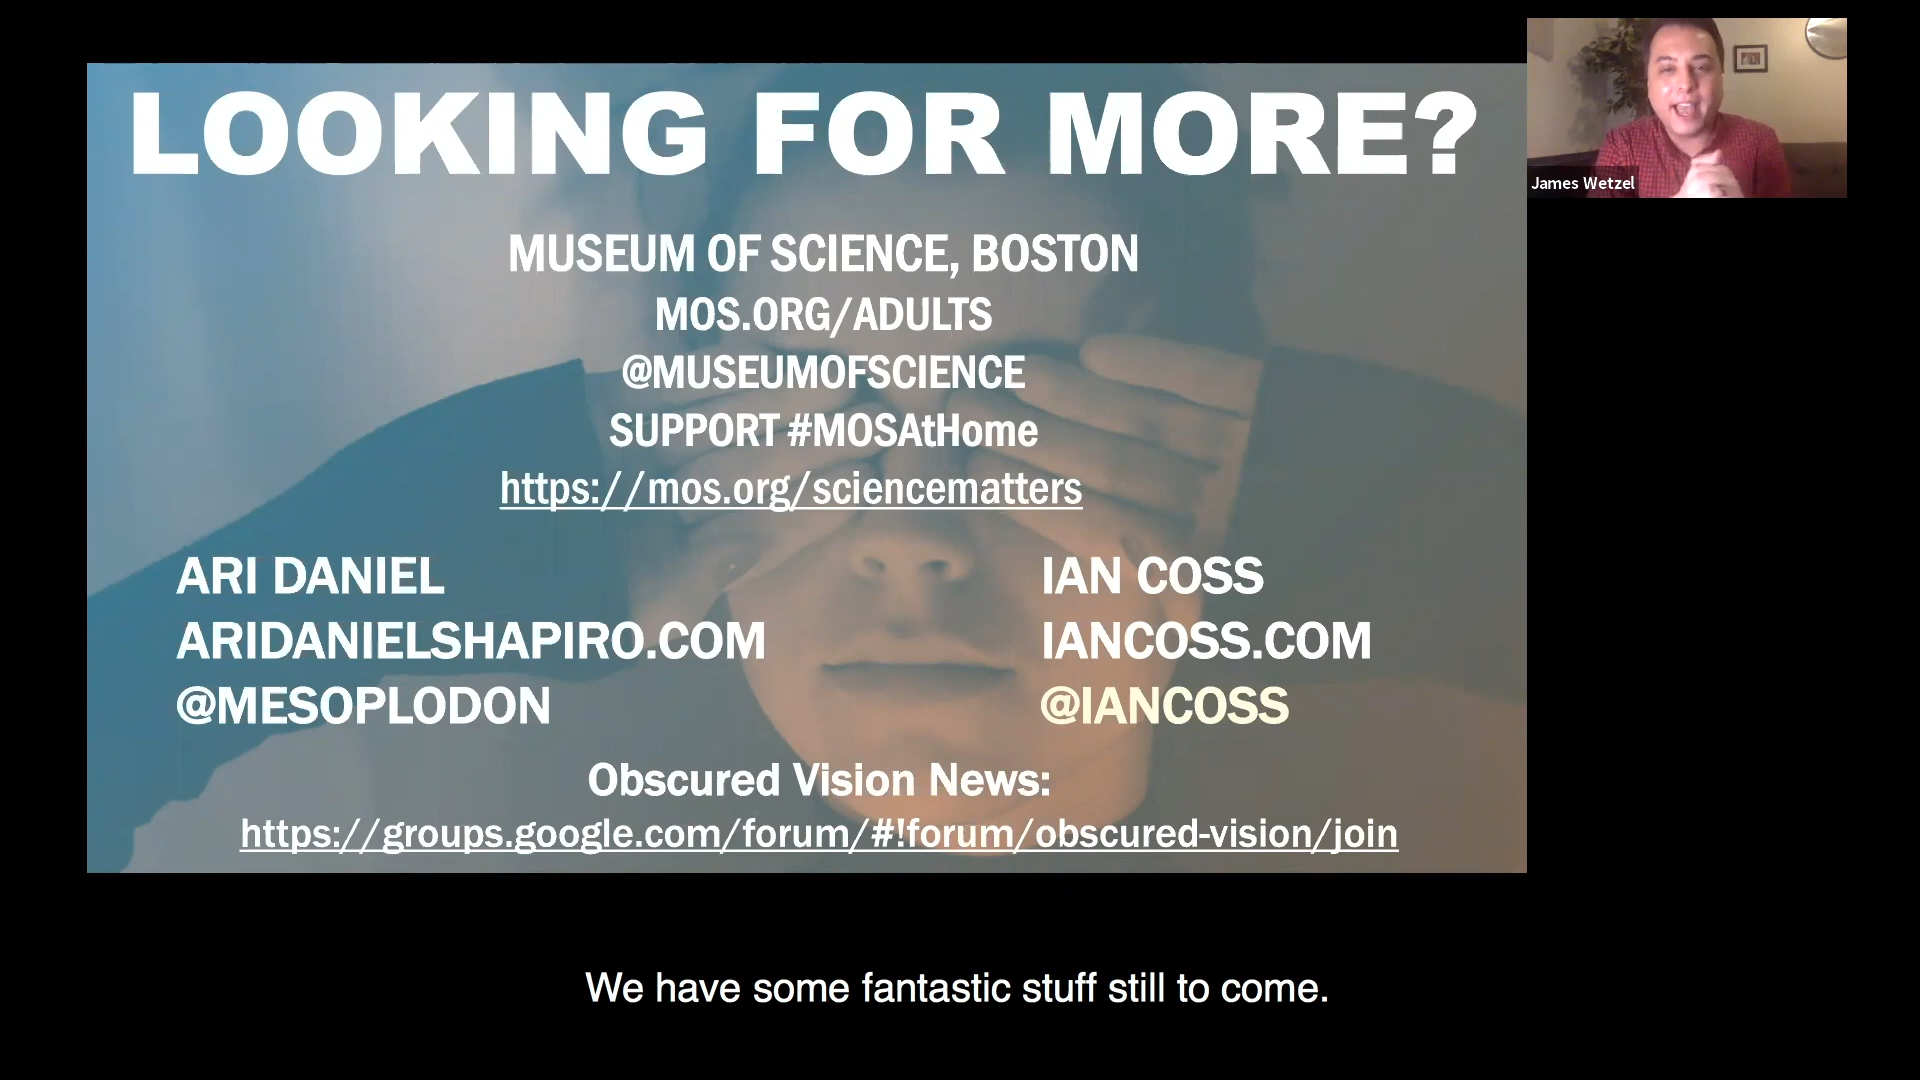 LOOKING FOR MORE?
James Wetzel
MUSEUM OF SCIENCE, BOSTON
MOS.ORG/ADULTS
@MUSEUMOFSCIENCE
SUPPORT #MOSAtHome
https://mos.org/sciencematters
ARI DANIEL
ARIDANIELSHAPIRO.COM
@MESOPLODON
IAN COSS
IANCOSS.COM
@IANCOSS
Obscured Vision News:
https://groups.google.com/forum/#!forum/obscured-vision/join
We have some fantastic stuff still to come.